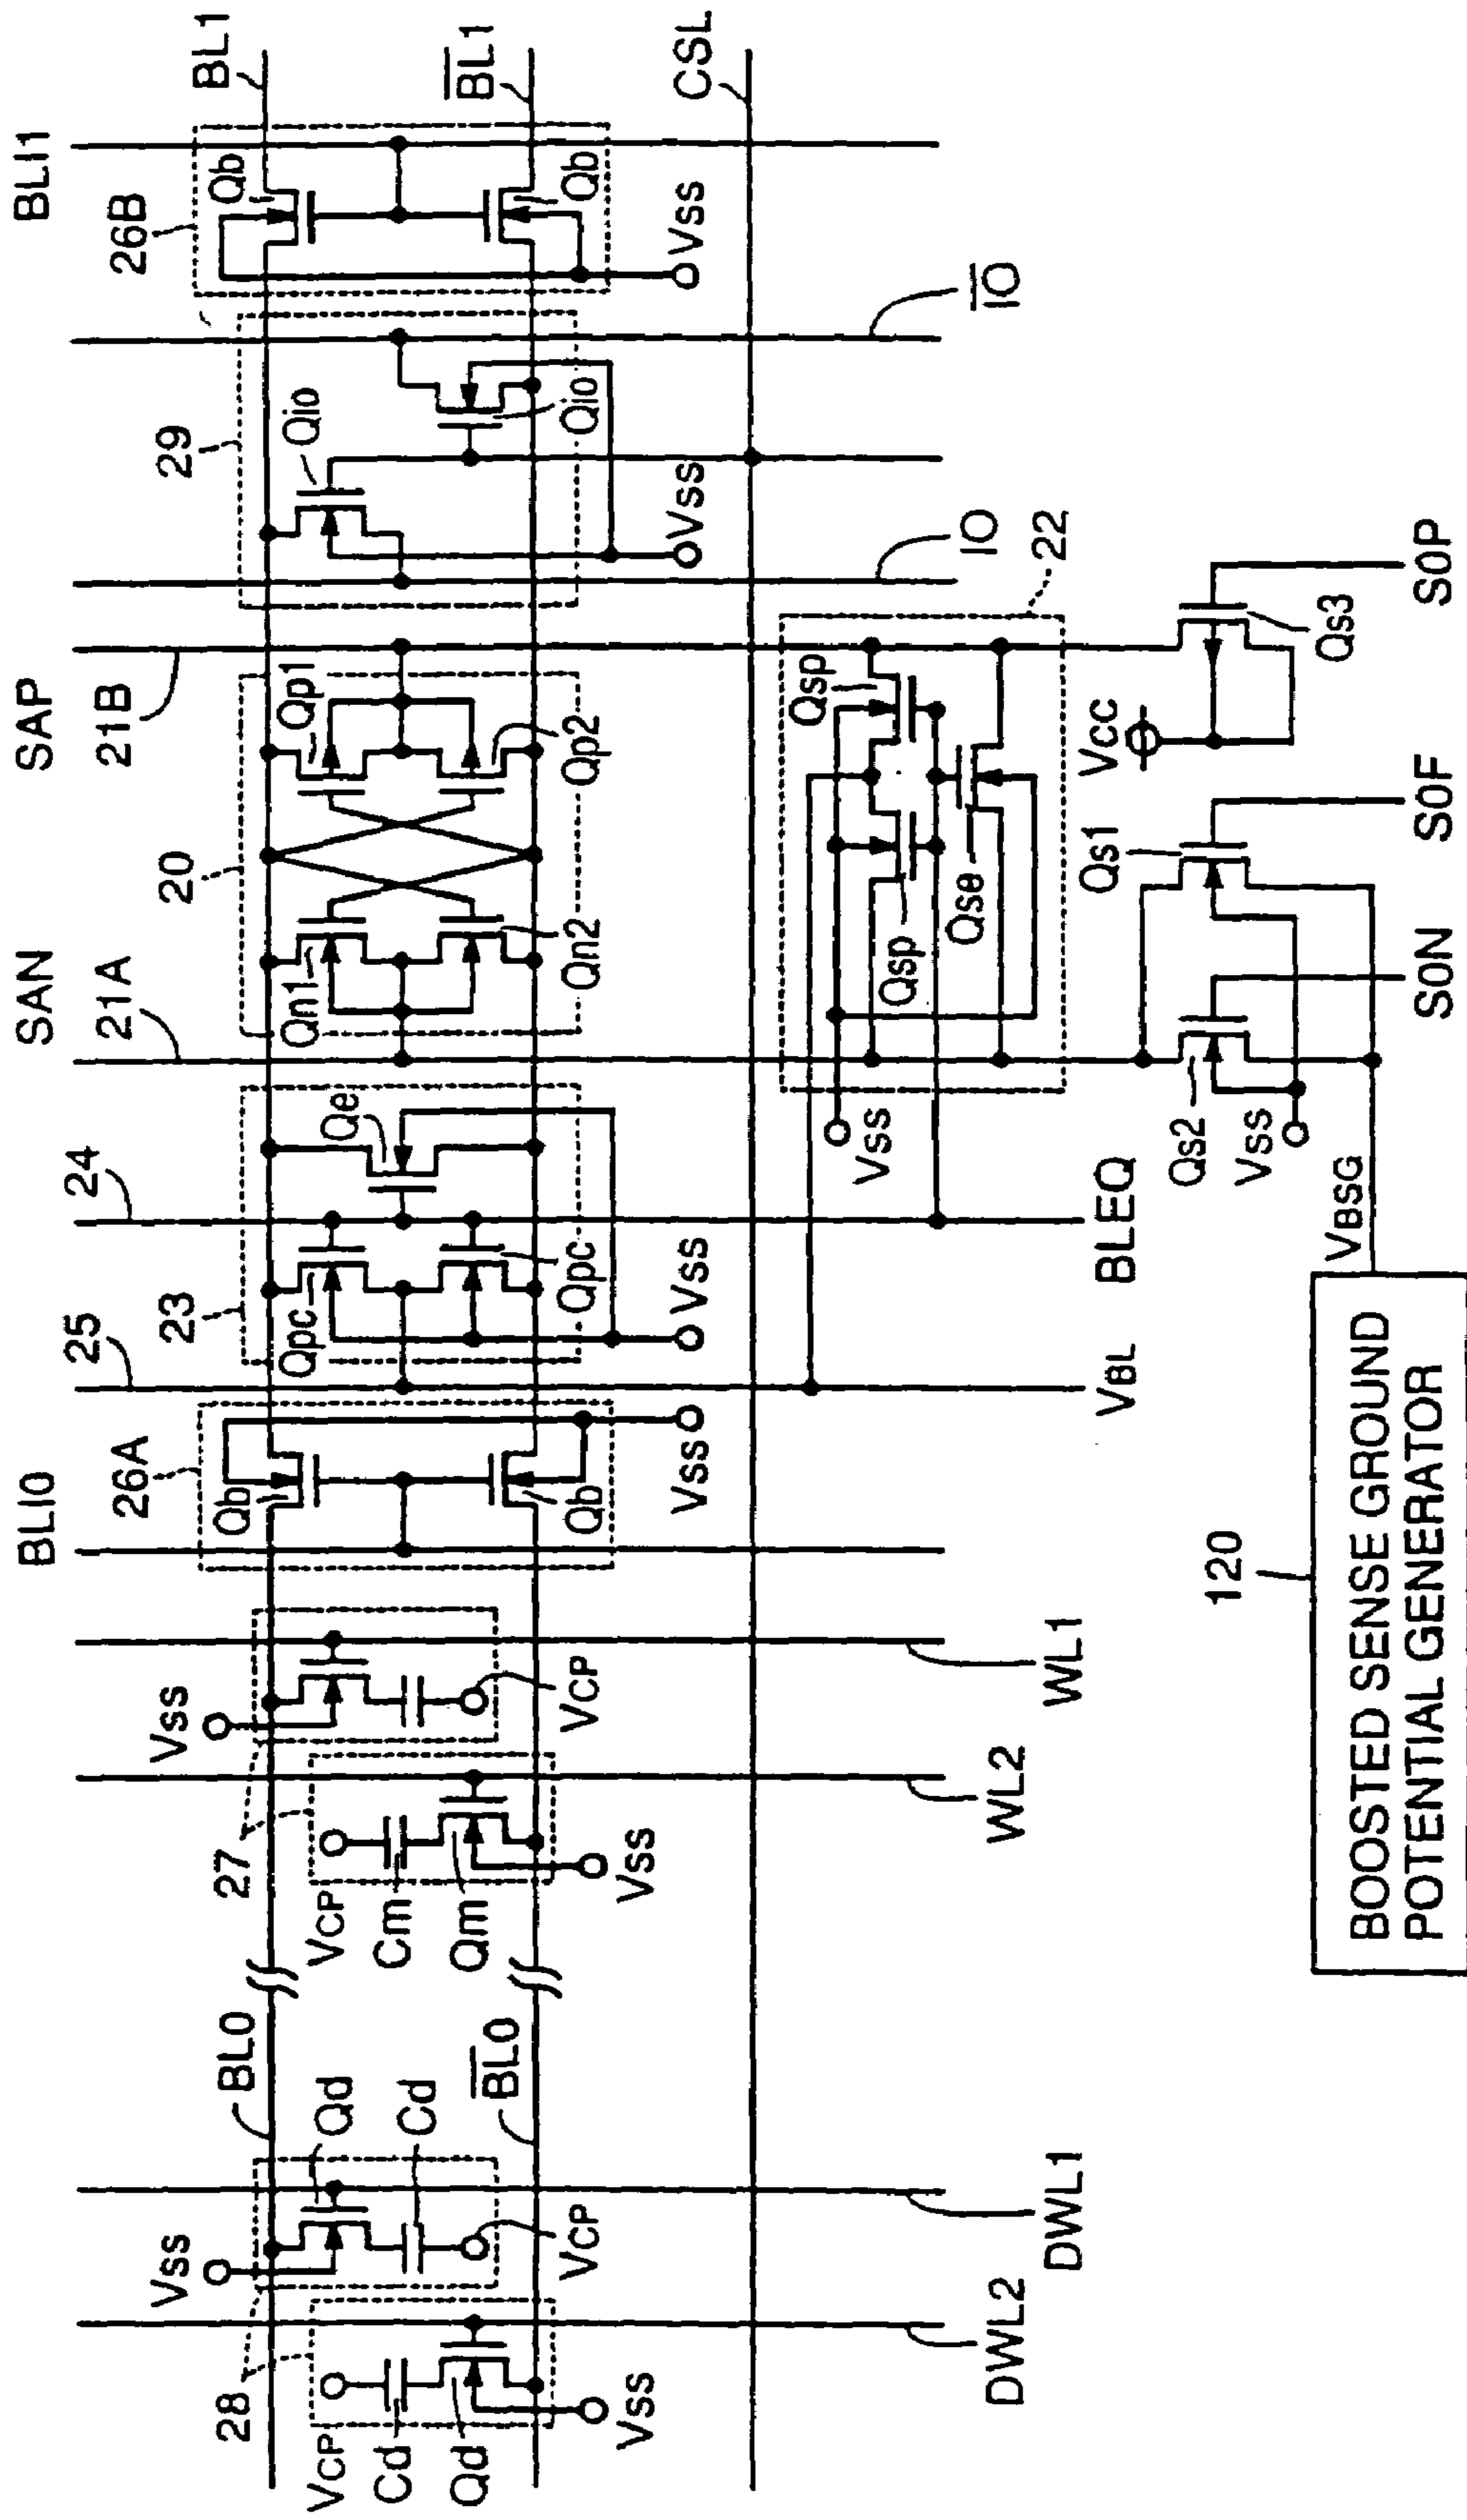 BLI0
SAN
SAP
BLI1
25
24
26A
21A
21B
26B
Vss
Vss
23
20
29
BL1
28
BL0
27
Qb
Qb
Qpc
Qn1
Qp1
Qio
VCP
Qd
VCP
Qe
Cd
Cd
Cm
Qd
BL0
Qm
BL1
VCP
VCP
Qb
Qpc
Qn2
Qp2
Qio
Qb
Vss
Vss
Vss
Vss
Vss
Vss
CSL
Qsp
Vss
Qsp
Qse
IO
IO
DWL2
WL2
22
DWL1
WL1
VBL
BLEQ
Qs1
Vcc
Qs2
Vss
120
VBSG
Qs3
BOOSTED SENSE GROUND
POTENTIAL GENERATOR
SON
SOF
SOP